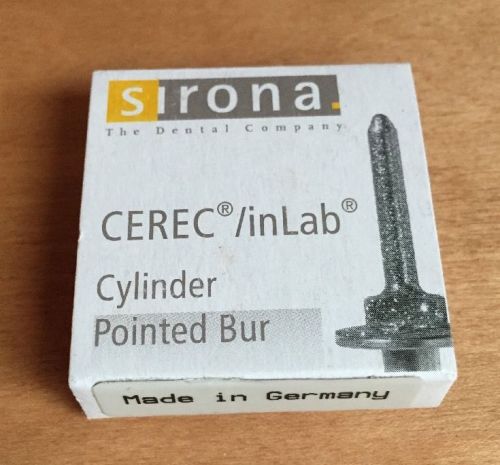 sirona.
The Dental Company
CEREC®/inLab®
Cylinder
Pointed Bur
Made in Germany